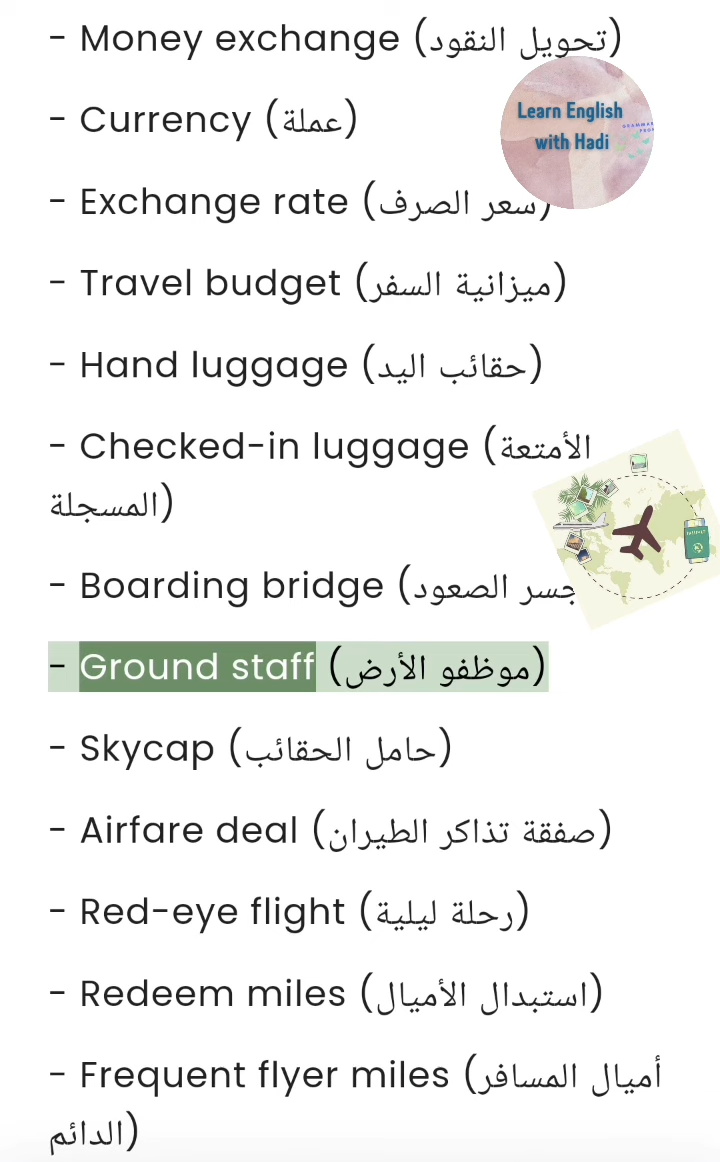 - Money exchange (تحويل النقود)
Learn English
with Hadi
- Currency (عملة)
- Exchange rate (سعر الصرف)
- Travel budget (ميزانية السفر)
- Hand luggage (حقائب اليد)
- Checked-in luggage (الأمتعة
المسجلة)
- Boarding bridge (جسر الصعود
- Ground staff (موظفو الأرض)
- Skycap (حامل الحقائب)
- Airfare deal (صفقة تذاكر الطيران)
- Red-eye flight (رحلة ليلية)
- Redeem miles (استبدال الأميال)
- Frequent flyer miles (أميال المسافر
الدائم)